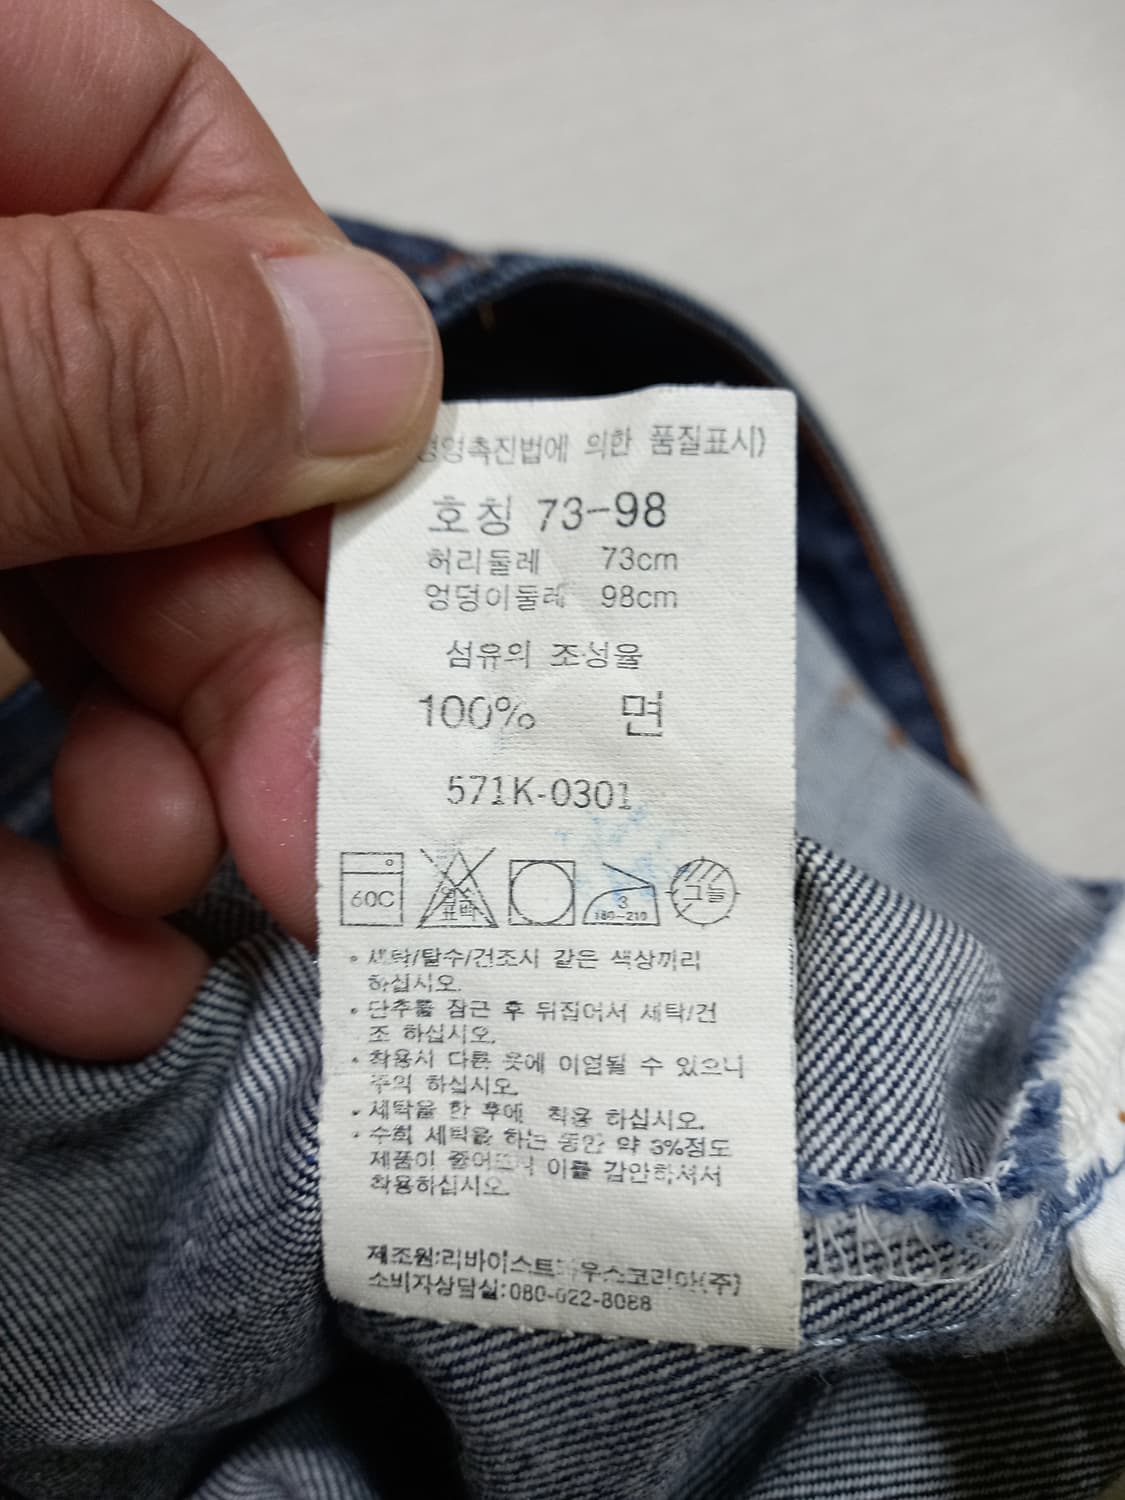 촉진법에 의한 품질표시)
호칭 73-98
허리둘레 73cm
엉덩이둘레 98cm
섬유의 조성율
100% 면
571K-0301
60C
표백
3
180~210
그늘
• 세탁/탈수/건조시 같은 색상끼리
하십시오.
• 단추를 잠근 후 뒤집어서 세탁/건
조 하십시오.
• 착용시 다른 옷에 이염될 수 있으니
주의 하십시오.
• 세탁을 한 후에 착용 하십시오.
• 수회 세탁을 하는 동안 약 3%정도
제품이 이를 감안하셔서
착용하십시오.
제조원:리바이스트 우스코리아(주)
소비자상담실:080-022-8088